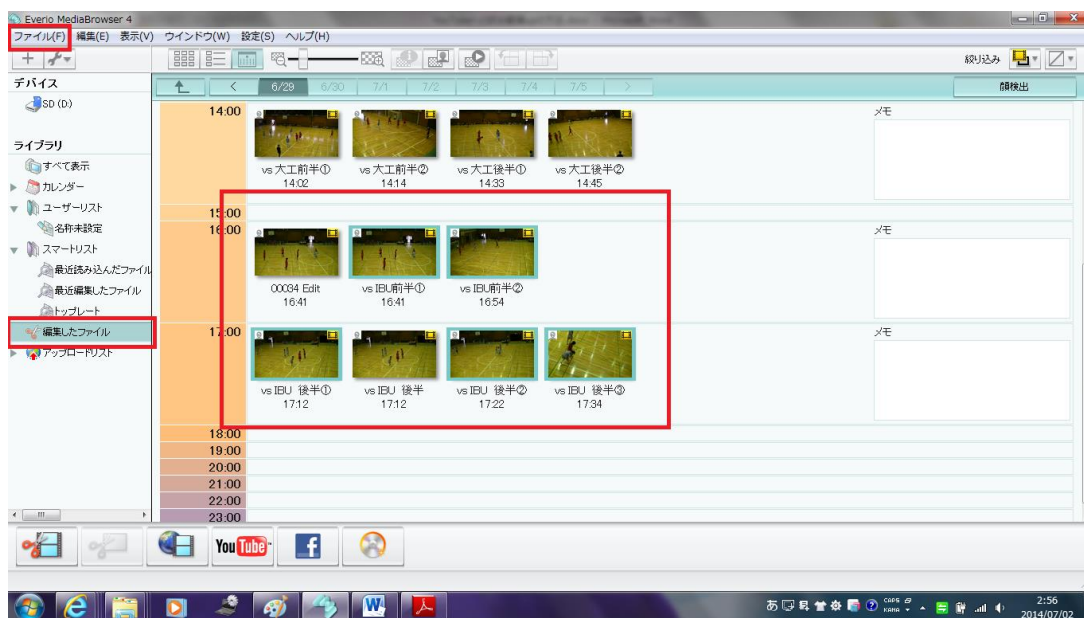 Everio MediaBrowser 4
ファイル(F) 編集(E) 表示(V) ウインドウ(W) 設定(S) ヘルプ(H)
絞り込み
デバイス
SD (D:)
ライブラリ
すべて表示
カレンダー
ユーザーリスト
名称未設定
スマートリスト
最近読み込んだファイル
最近編集したファイル
トップレート
編集したファイル
アップロードリスト
6/29 6/30 7/1 7/2 7/3 7/4 7/5
顔検出
14:00
メモ
vs大工前半① vs大工前半② vs大工後半① vs大工後半②
14:02 14:14 14:33 14:45
15:00
16:00
メモ
00034 Edit vs IBU前半① vs IBU前半②
16:41 16:41 16:54
17:00
メモ
vs IBU 後半① vs IBU 後半 vs IBU 後半② vs IBU 後半③
17:12 17:12 17:22 17:34
18:00
19:00
20:00
21:00
22:00
23:00
YouTube
あ CAPS KANA 2:56
2014/07/02